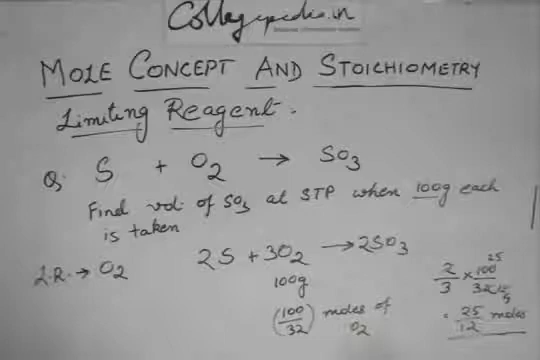 Collegepedia.in
MOLE CONCEPT AND STOICHIOMETRY
Limiting Reagent.
Q. S + O2 → SO3
Find vol. of SO3 at STP when 100g each
is taken
L.R. → O2 2S + 3O2 → 2SO3
100g
(100/32) moles of O2
2/3 × 100/32 25
= 25/12 moles